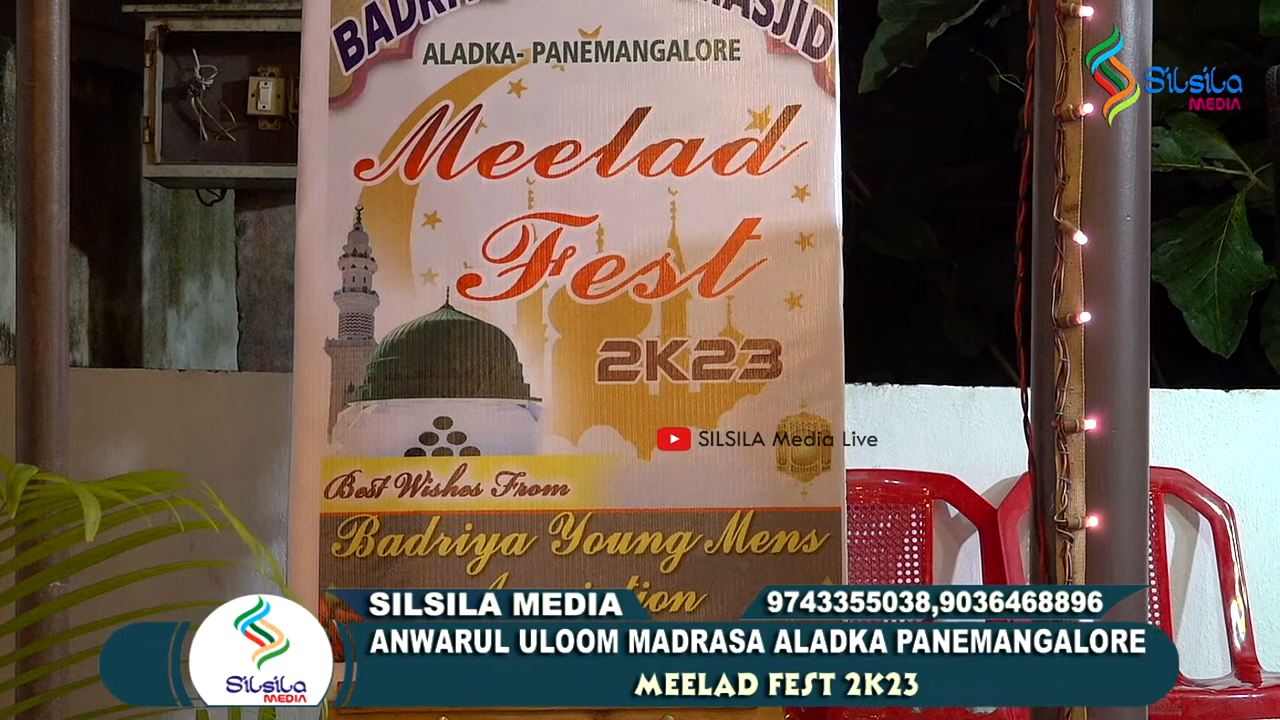 MASJID
ALADKA- PANEMANGALORE
Meelad
Fest
2K23
Best Wishes From
Badriya Young Mens
Silsila
MEDIA
SILSILA Media Live
SILSILA MEDIA
9743355038,9036468896
ANWARUL ULOOM MADRASA ALADKA PANEMANGALORE
MEELAD FEST 2K23
Silsila
MEDIA